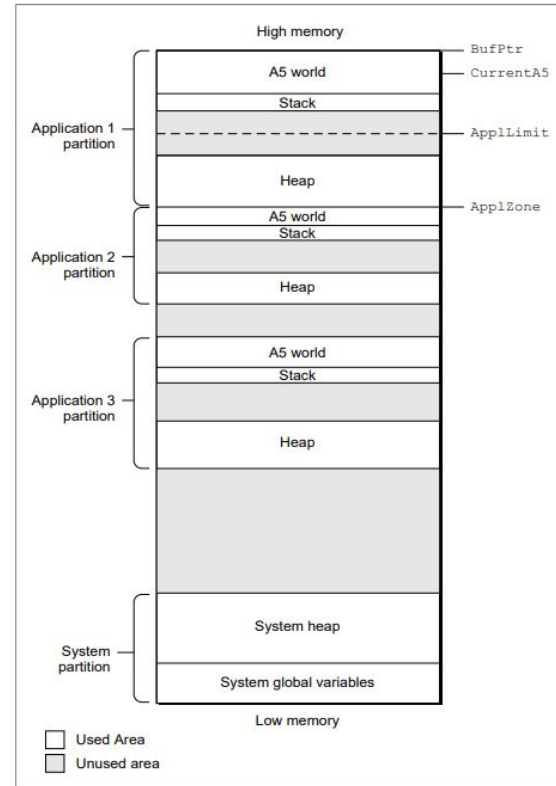 High memory
BufPtr
A5 world
CurrentA5
Stack
Application 1
partition
ApplLimit
Heap
ApplZone
A5 world
Stack
Application 2
partition
Heap
A5 world
Stack
Application 3
partition
Heap
System heap
System
partition
System global variables
Low memory
Used Area
Unused area